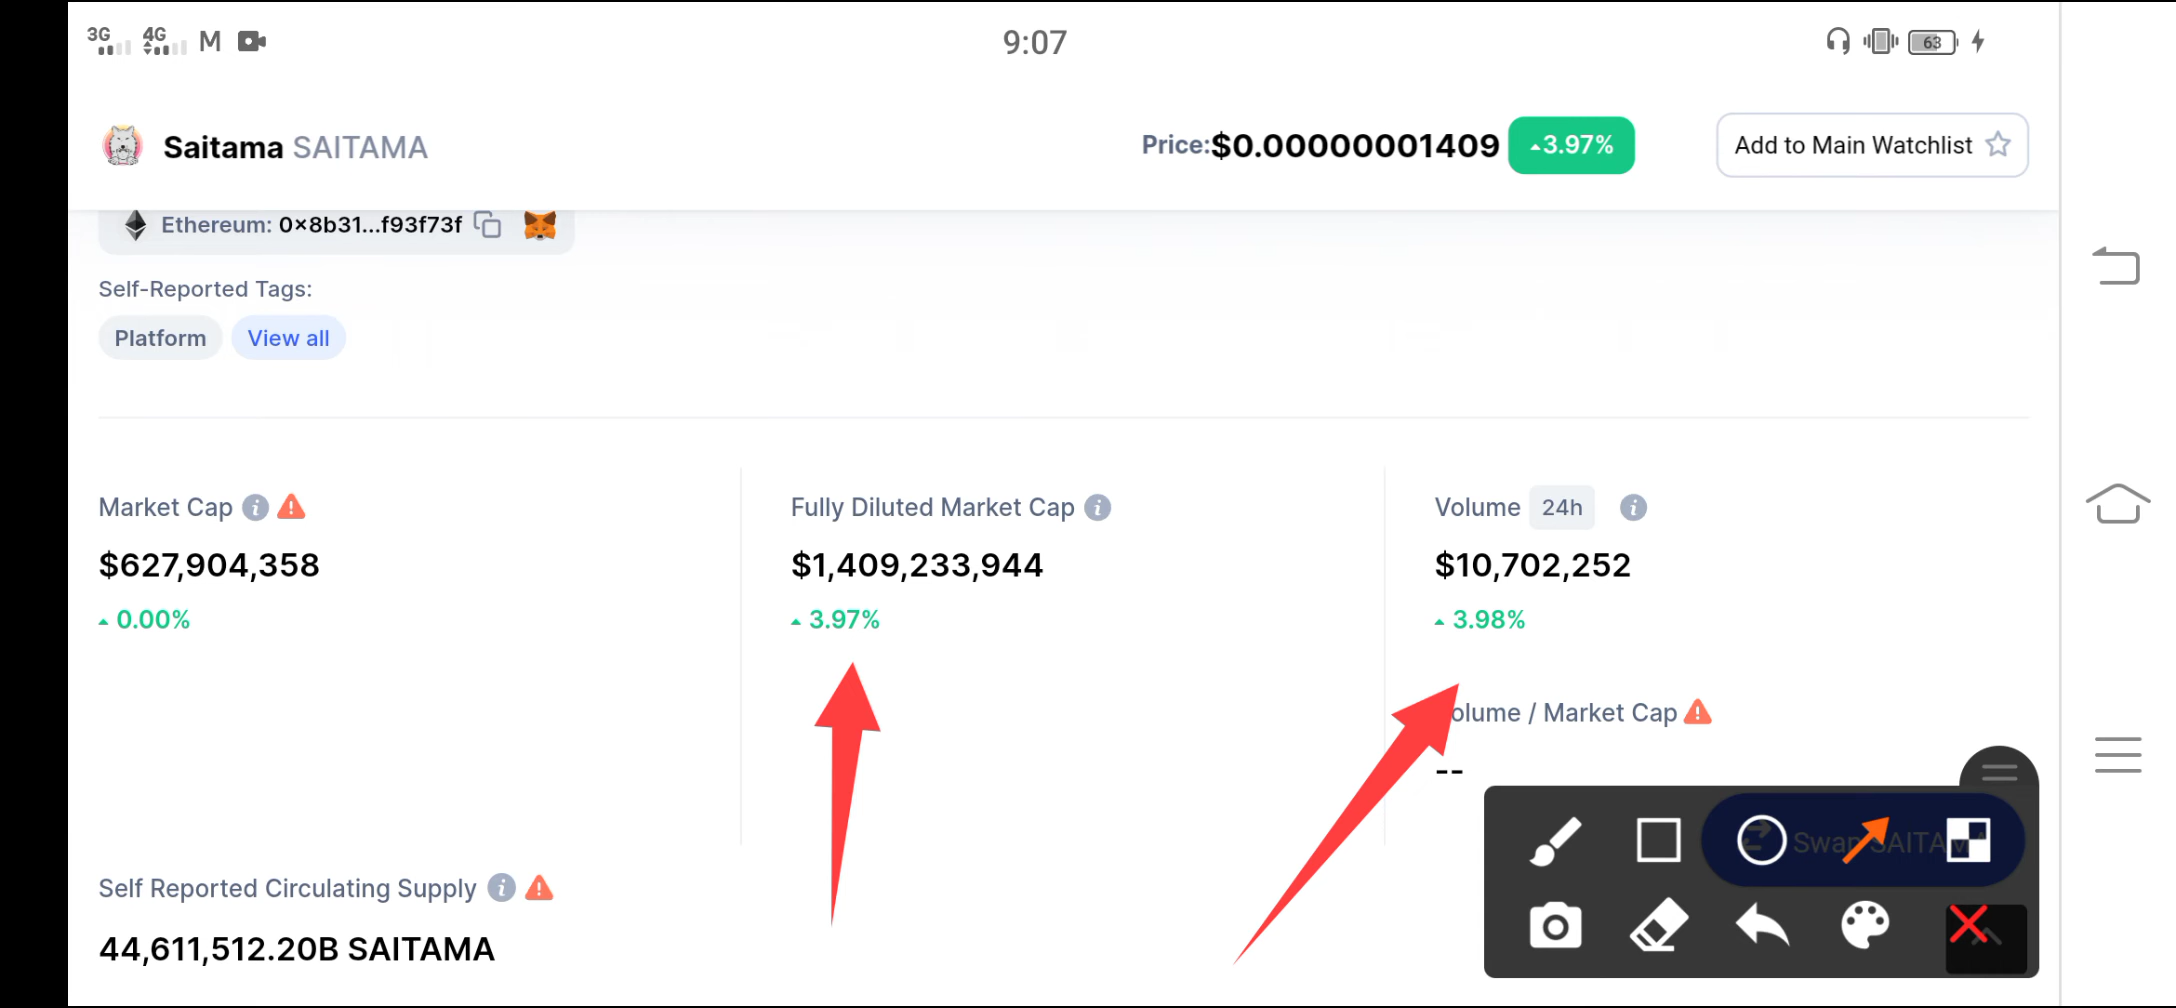 3G 4G M 9:07 63
Saitama SAITAMA Price:$0.00000001409 3.97% Add to Main Watchlist
Ethereum: 0x8b31...f93f73f
Self-Reported Tags:
Platform View all
Market Cap Fully Diluted Market Cap Volume 24h
$627,904,358 $1,409,233,944 $10,702,252
0.00% 3.97% 3.98%
olume / Market Cap
--
Swap SAITAMA
Self Reported Circulating Supply
44,611,512.20B SAITAMA